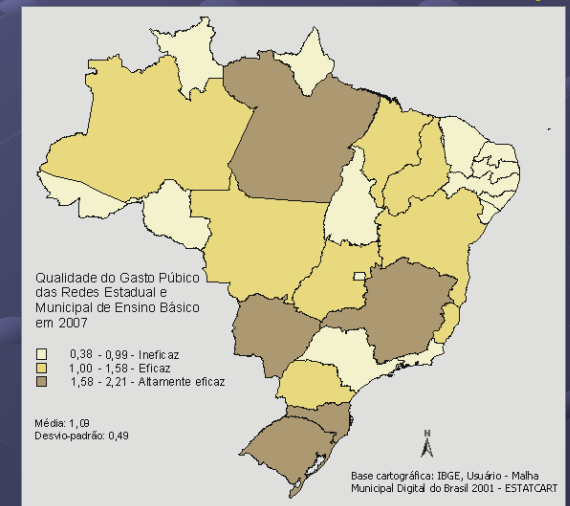 Qualidade do Gasto Púbico
das Redes Estadual e
Municipal de Ensino Básico
em 2007
0,38 - 0,99 - Ineficaz
1,00 - 1,58 - Eficaz
1,58 - 2,21 - Altamente eficaz
Média: 1,09
Desvio-padrão: 0,49
N
Base cartográfica: IBGE, Usuário - Malha
Municipal Digital do Brasil 2001 - ESTATCART